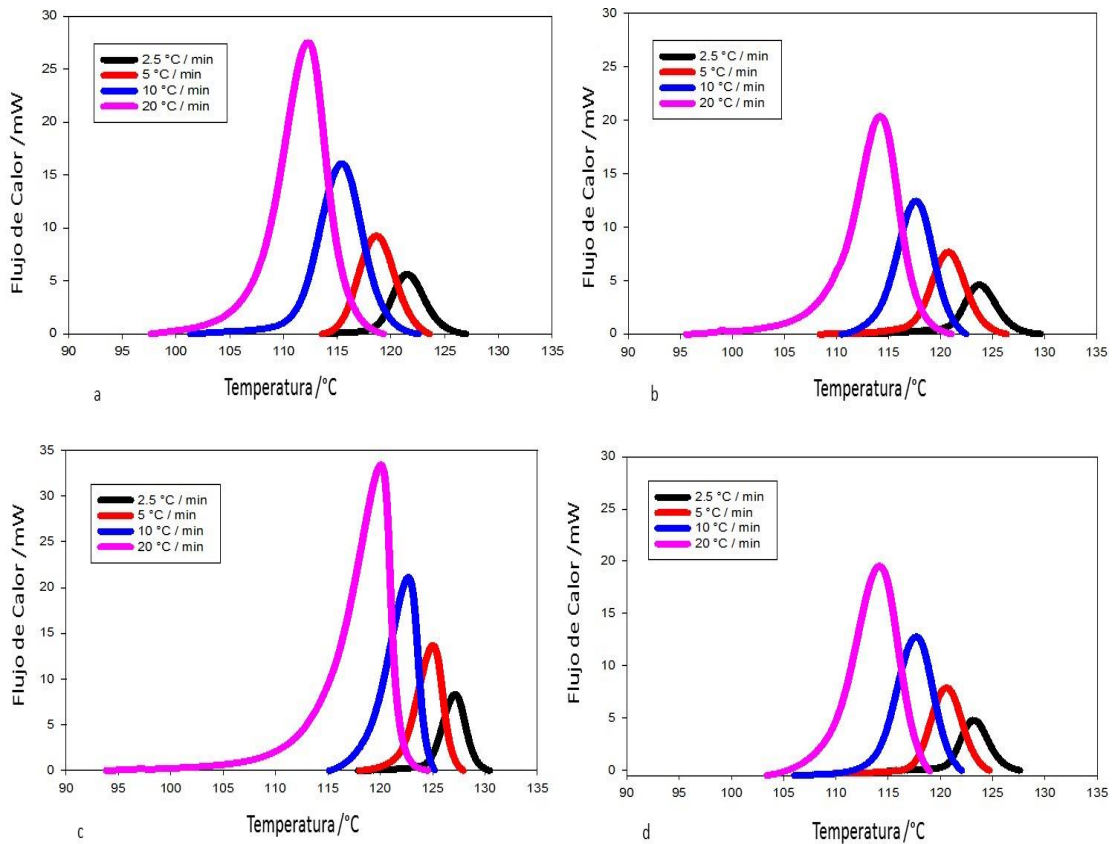 30
25
20
15
10
5
0
Flujo de Calor /mW
2.5 °C / min
5 °C / min
10 °C / min
20 °C / min
90 95 100 105 110 115 120 125 130 135
Temperatura/°C
a
30
25
20
15
10
5
0
Flujo de Calor /mW
2.5 °C / min
5 °C / min
10 °C / min
20 °C / min
90 95 100 105 110 115 120 125 130 135
Temperatura/°C
b
35
30
25
20
15
10
5
0
Flujo de Calor /mW
2.5 °C / min
5 °C / min
10 °C / min
20 °C / min
90 95 100 105 110 115 120 125 130 135
Temperatura/°C
c
30
25
20
15
10
5
0
Flujo de Calor /mW
2.5 °C / min
5 °C / min
10 °C / min
20 °C / min
90 95 100 105 110 115 120 125 130 135
Temperatura/°C
d